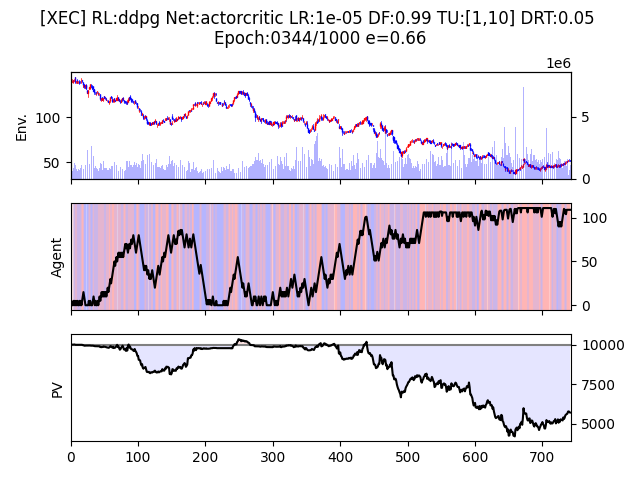 [XEC] RL:ddpg Net:actorcritic LR:1e-05 DF:0.99 TU:[1,10] DRT:0.05
Epoch:0344/1000 e=0.66
1e6
Env.
100
50
5
0
Agent
100
50
0
PV
10000
7500
5000
0 100 200 300 400 500 600 700